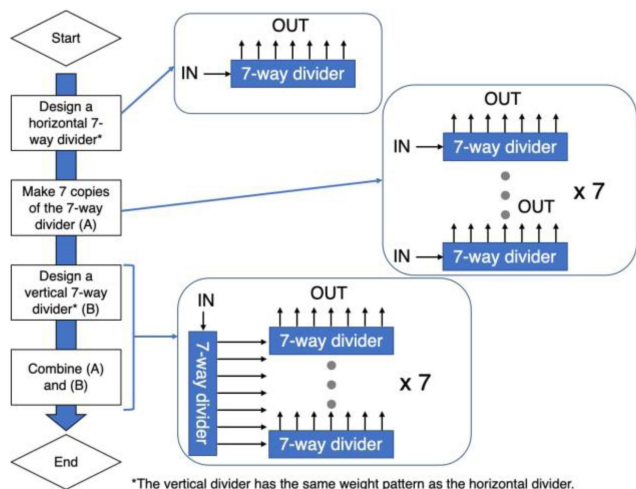 Start
Design a
horizontal 7-
way divider*
Make 7 copies
of the 7-way
divider (A)
Design a
vertical 7-way
divider* (B)
Combine (A)
and (B)
End
OUT
IN
7-way divider
OUT
IN
7-way divider
x 7
OUT
IN
7-way divider
IN
OUT
7-way divider
7-way divider
x 7
7-way divider
*The vertical divider has the same weight pattern as the horizontal divider.